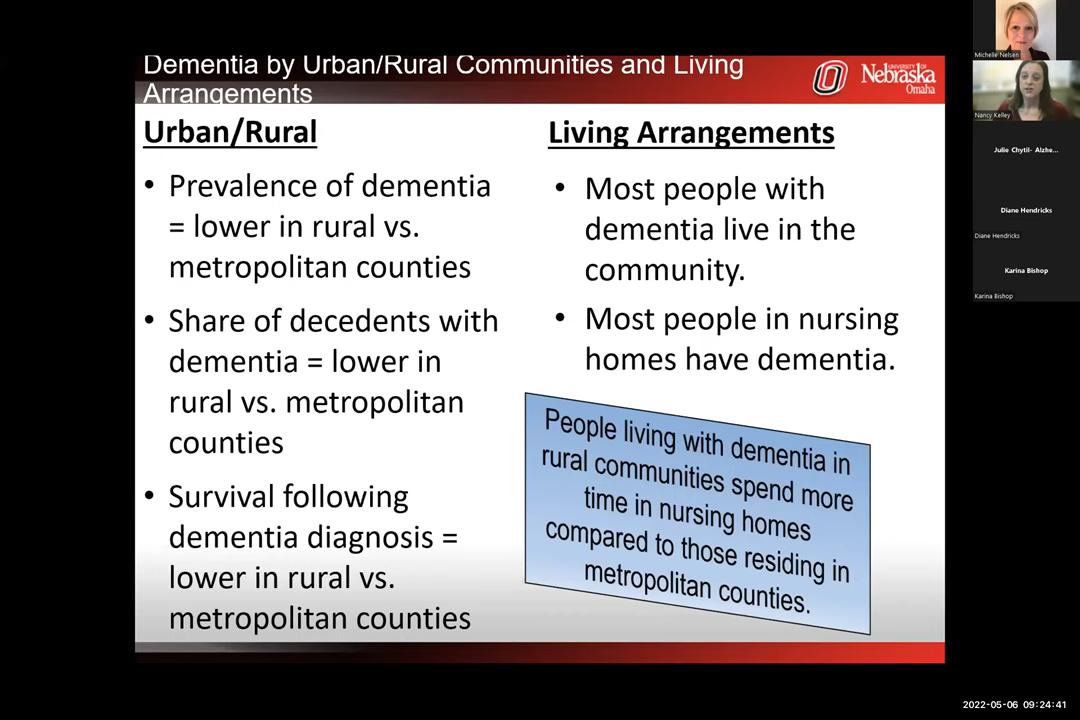 Dementia by Urban/Rural Communities and Living
Arrangements
UNIVERSITY OF
Nebraska
Omaha
Urban/Rural
• Prevalence of dementia
= lower in rural vs.
metropolitan counties
• Share of decedents with
dementia = lower in
rural vs. metropolitan
counties
• Survival following
dementia diagnosis =
lower in rural vs.
metropolitan counties
Living Arrangements
• Most people with
dementia live in the
community.
• Most people in nursing
homes have dementia.
People living with dementia in
rural communities spend more
time in nursing homes
compared to those residing in
metropolitan counties.
Michelle Nelsen
Nancy Kelley
Julie Chytil- Alzhe...
Diane Hendricks
Diane Hendricks
Karina Bishop
Karina Bishop
2022-05-06 09:24:41